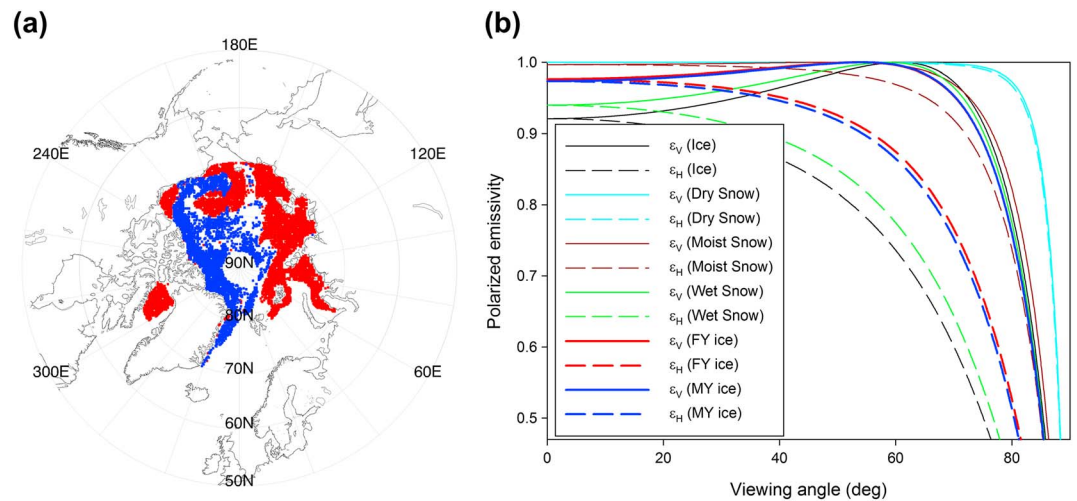 (a)
180E
240E
120E
90N
80N
300E
60E
70N
60N
50N
(b)
1.0
0.9
0.8
0.7
0.6
0.5
Polarized emissivity
εV (Ice)
εH (Ice)
εV (Dry Snow)
εH (Dry Snow)
εV (Moist Snow)
εH (Moist Snow)
εV (Wet Snow)
εH (Wet Snow)
εV (FY ice)
εH (FY ice)
εV (MY ice)
εH (MY ice)
0 20 40 60 80
Viewing angle (deg)